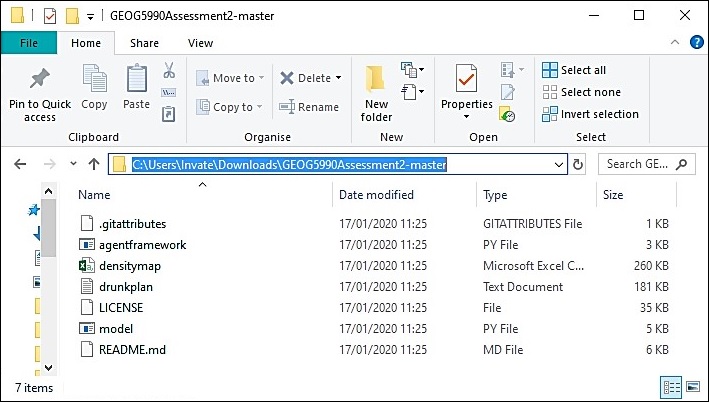 GEOG5990Assessment2-master
File Home Share View
Pin to Quick access
Copy
Paste
Clipboard
Move to
Copy to
Delete
Rename
Organise
New folder
New
Properties
Open
Select all
Select none
Invert selection
Select
C:\Users\Invate\Downloads\GEOG5990Assessment2-master
Search GE...
Name Date modified Type Size
.gitattributes 17/01/2020 11:25 GITATTRIBUTES File 1 KB
agentframework 17/01/2020 11:25 PY File 3 KB
densitymap 17/01/2020 11:25 Microsoft Excel C... 260 KB
drunkplan 17/01/2020 11:25 Text Document 181 KB
LICENSE 17/01/2020 11:25 File 35 KB
model 17/01/2020 11:25 PY File 5 KB
README.md 17/01/2020 11:25 MD File 6 KB
7 items